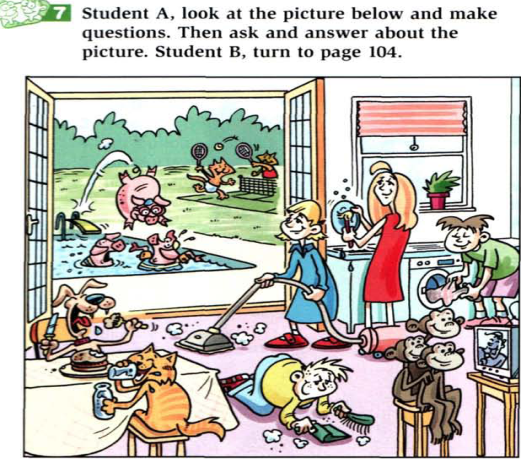 7 Student A, look at the picture below and make
questions. Then ask and answer about the
picture. Student B, turn to page 104.